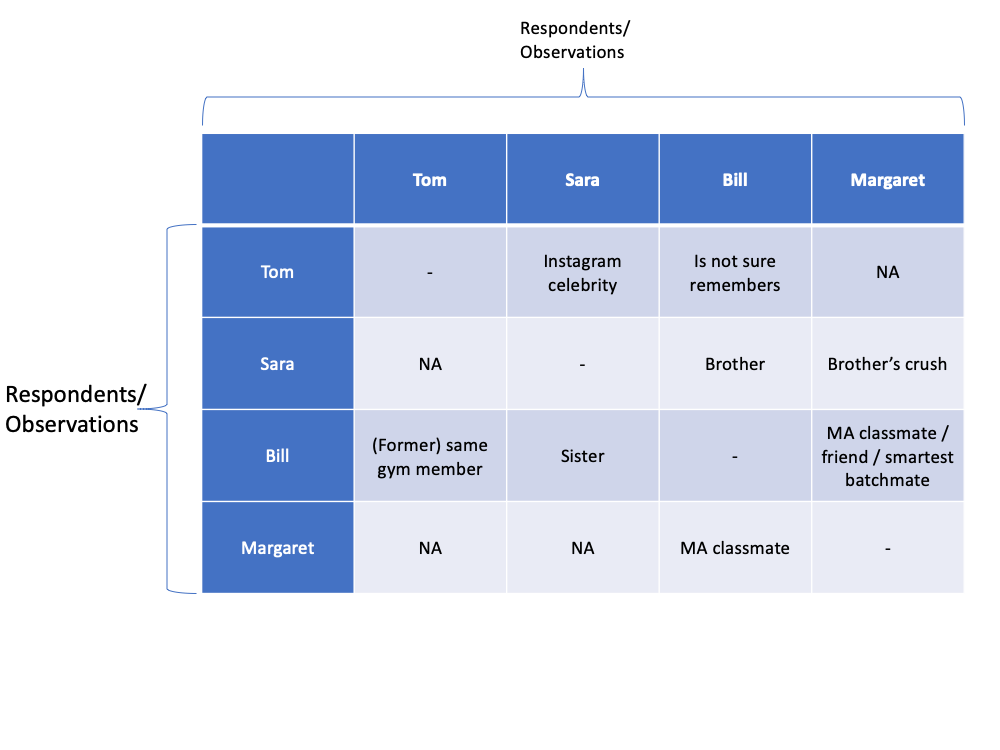 Respondents/
Observations
Tom
Sara
Bill
Margaret
Tom
-
Instagram
celebrity
Is not sure
remembers
NA
Sara
NA
-
Brother
Brother’s crush
Respondents/
Observations
Bill
(Former) same
gym member
Sister
-
MA classmate /
friend / smartest
batchmate
Margaret
NA
NA
MA classmate
-